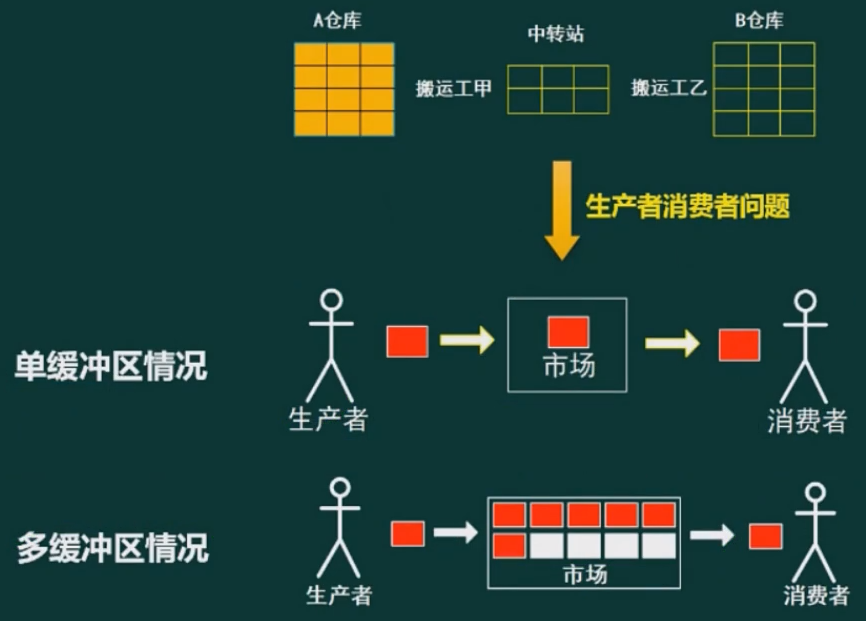 A仓库
中转站
B仓库
搬运工甲
搬运工乙
生产者消费者问题
单缓冲区情况
市场
生产者
消费者
多缓冲区情况
市场
生产者
消费者